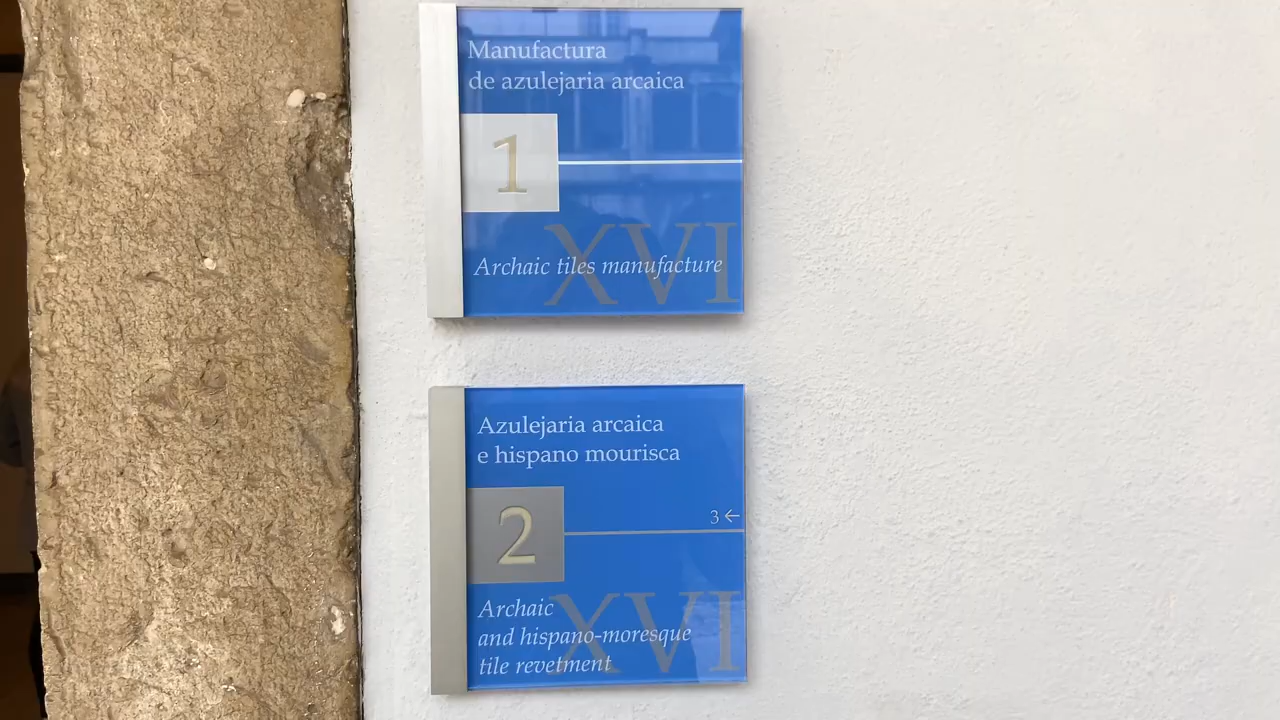 Manufactura
de azulejaria arcaica
1
XVI
Archaic tiles manufacture
Azulejaria arcaica
e hispano mourisca
3←
2
XVI
Archaic
and hispano-moresque
tile revetment